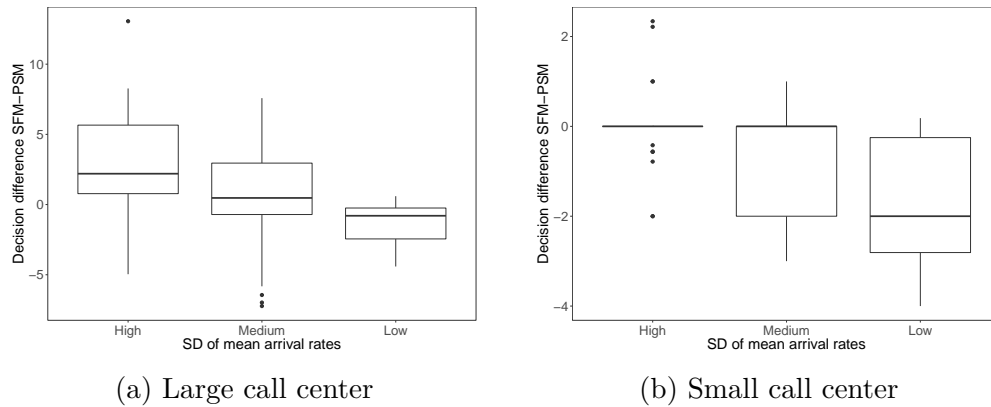 Decision difference SFM−PSM
10
5
0
−5
High
Medium
Low
SD of mean arrival rates
(a) Large call center
Decision difference SFM−PSM
2
0
−2
−4
High
Medium
Low
SD of mean arrival rates
(b) Small call center